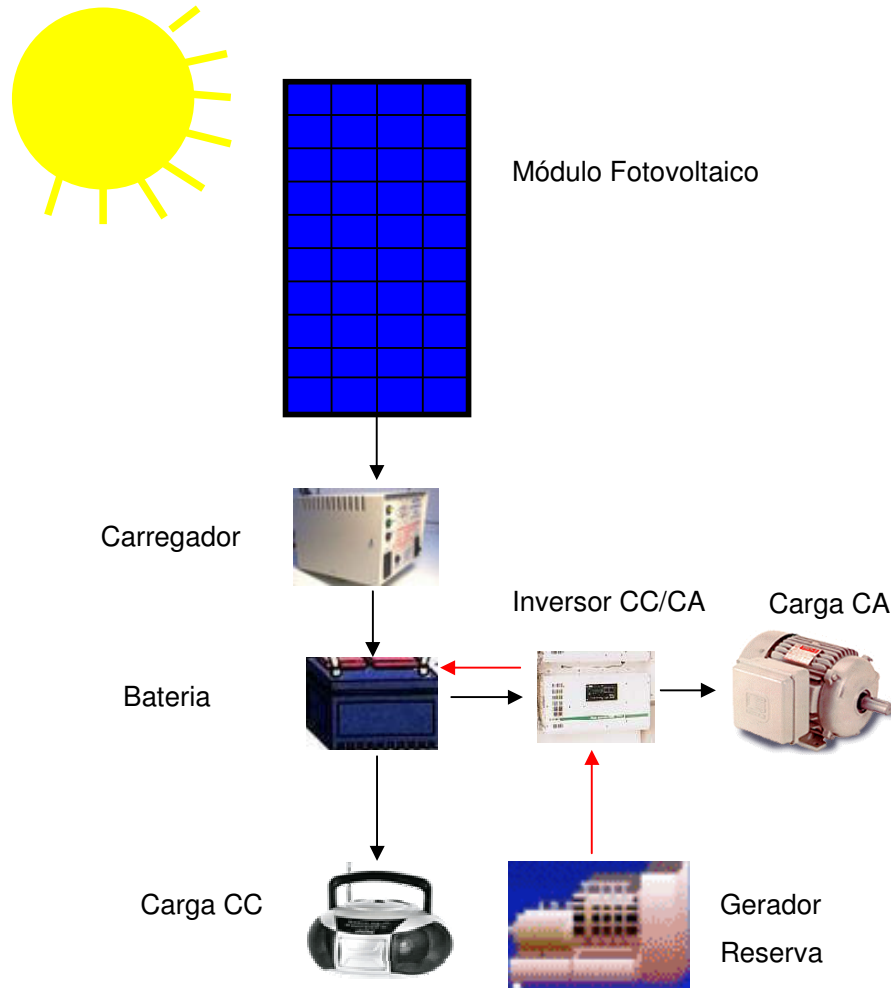 Módulo Fotovoltaico
Carregador
Inversor CC/CA
Carga CA
Bateria
Carga CC
Gerador
Reserva